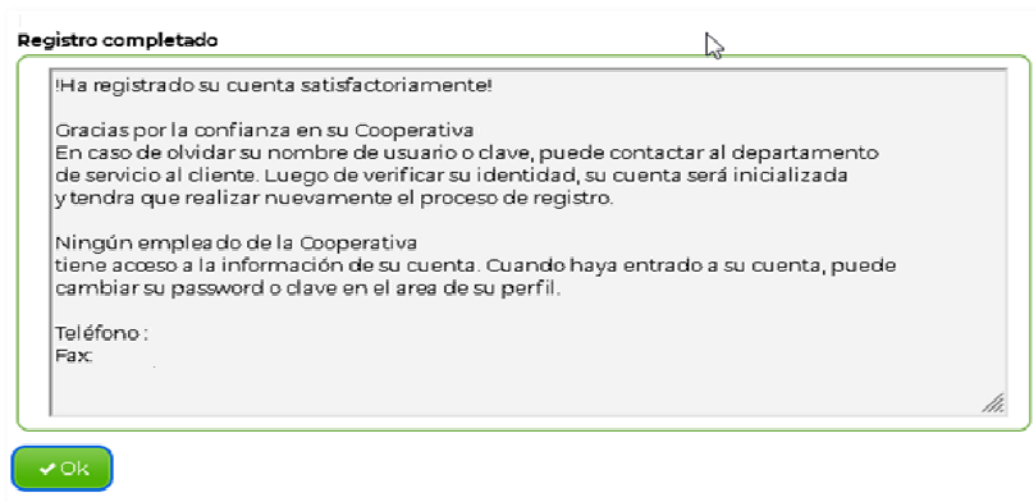 Registro completado
!Ha registrado su cuenta satisfactoriamente!
Gracias por la confianza en su Cooperativa
En caso de olvidar su nombre de usuario o clave, puede contactar al departamento
de servicio al cliente. Luego de verificar su identidad, su cuenta será inicializada
y tendra que realizar nuevamente el proceso de registro.
Ningún empleado de la Cooperativa
tiene acceso a la información de su cuenta. Cuando haya entrado a su cuenta, puede
cambiar su password o clave en el area de su perfil.
Teléfono :
Fax:
Ok